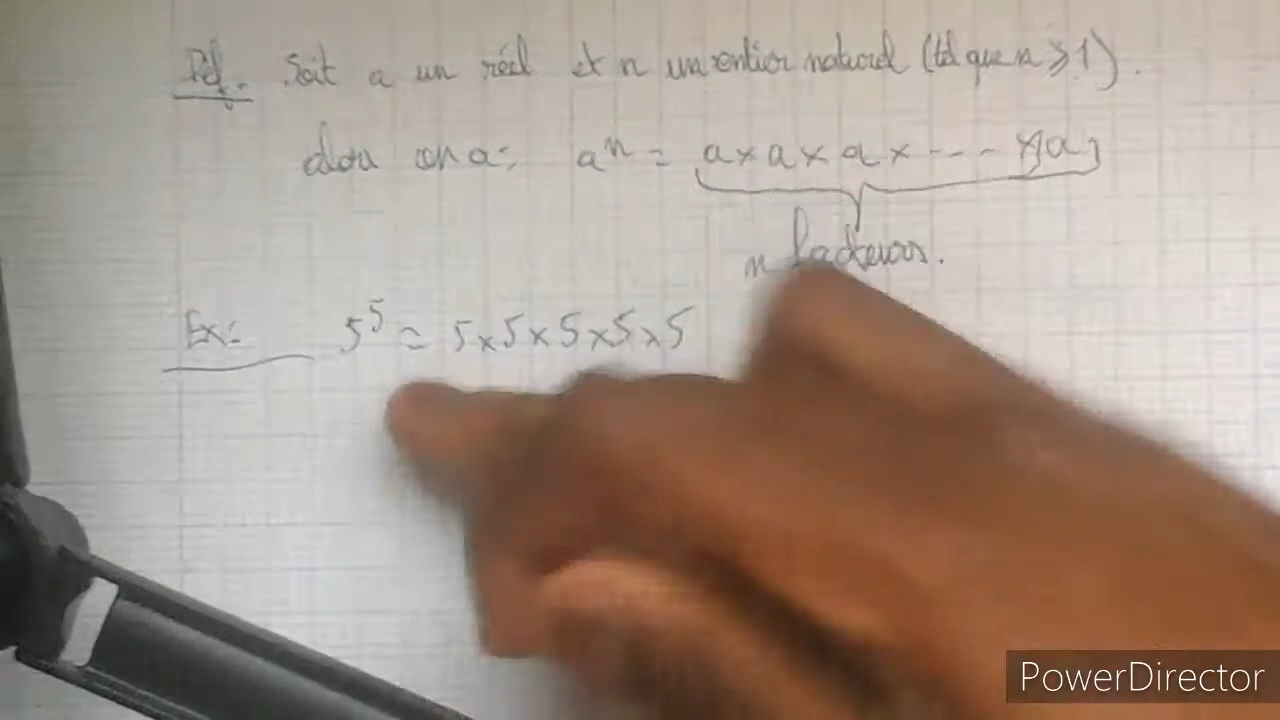 Def. Soit a un réel et n un entier naturel (tel que n ≥ 1).
alors on a: aⁿ = a × a × a × --- × a
n facteurs.
Ex: 5⁵ = 5 × 5 × 5 × 5 × 5
PowerDirector